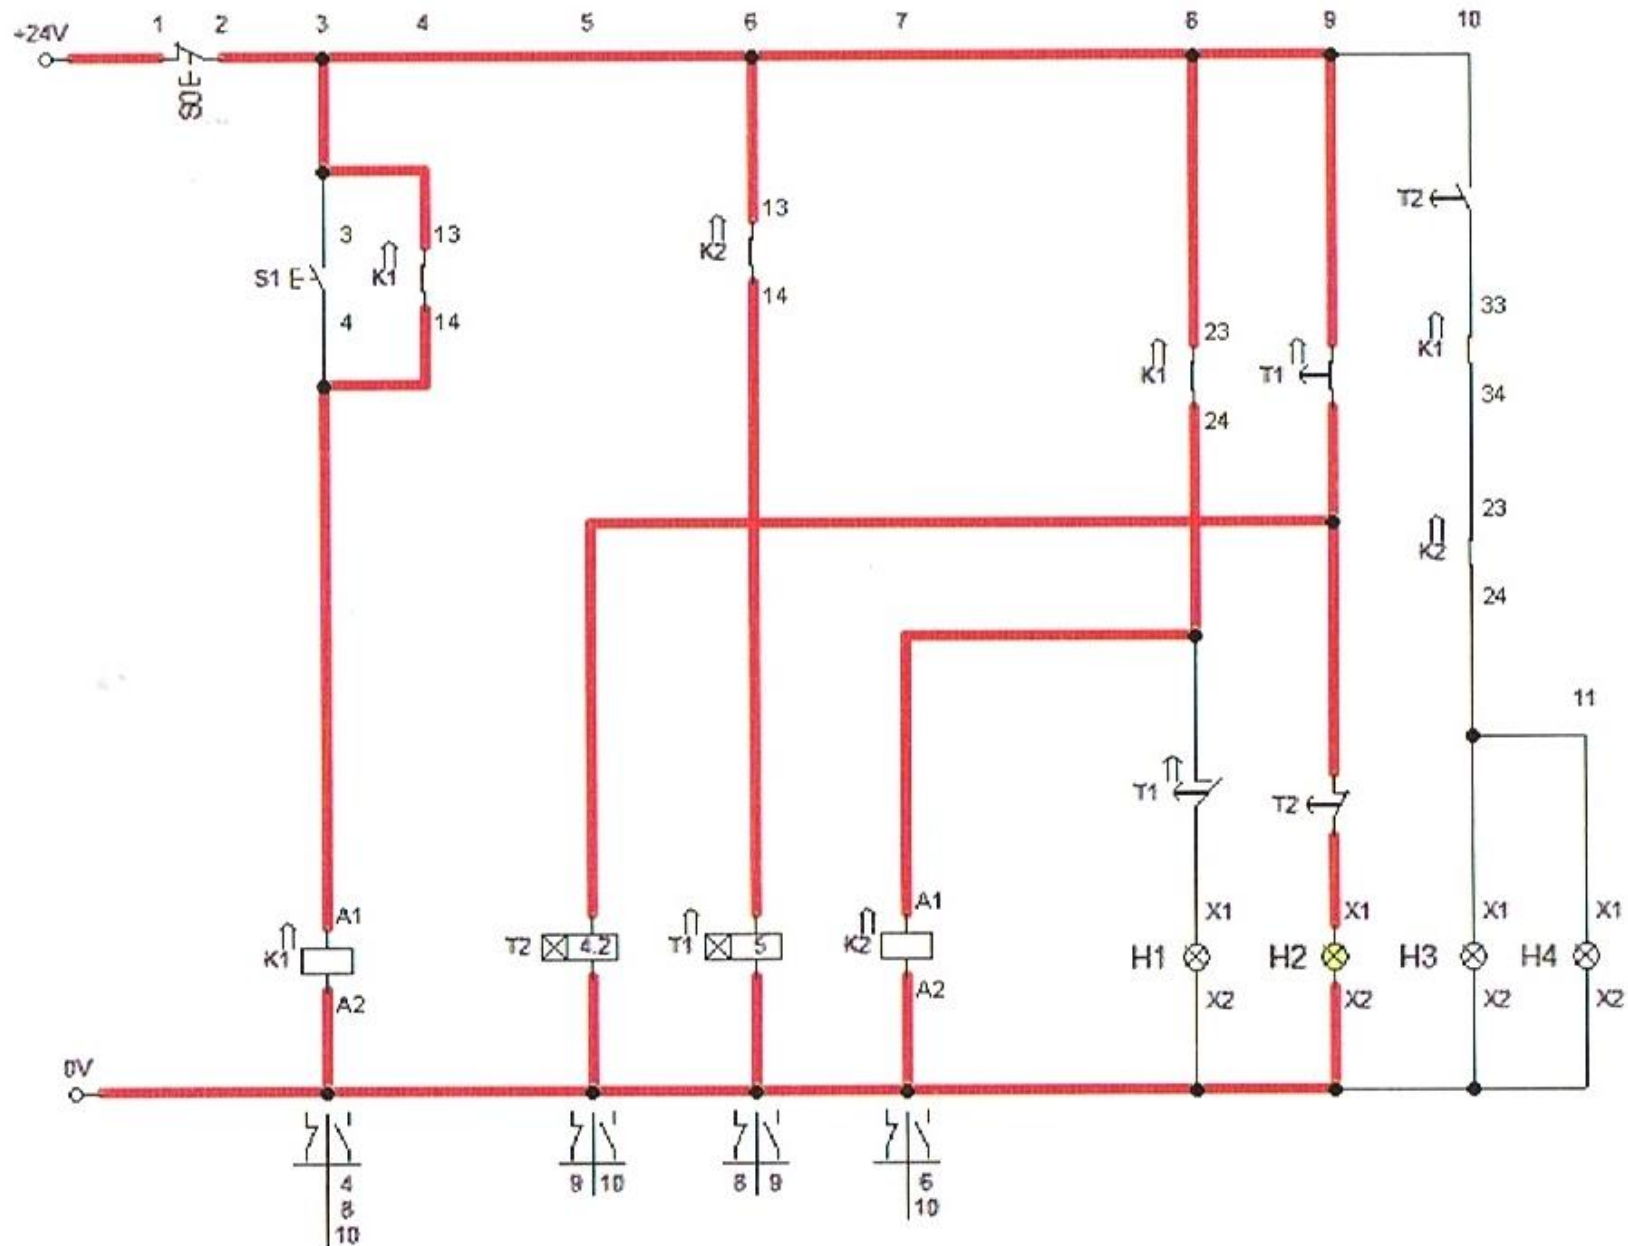 +24V 1 2 3 4 5 6 7 8 9 10
S0
T2
3 13 13
S1 K1 K2
4 14 14
23 33
K1 T1 K1
24 34
23
K2
24
11
T1 T2
A1 A1 X1 X1 X1 X1
K1 T2 4.2 T1 5 K2 H1 H2 H3 H4
A2 A2 X2 X2 X2 X2
0V
4 9 10 8 9 6
8 10
10